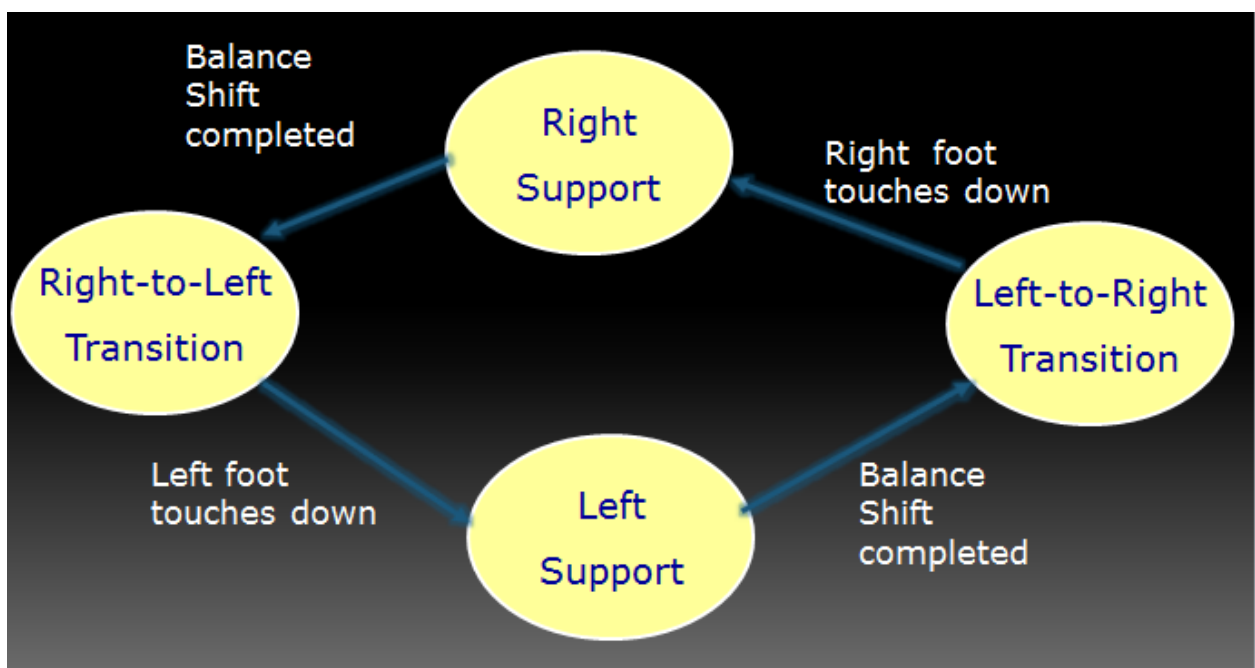 Balance
Shift
completed
Right
Support
Right foot
touches down
Right-to-Left
Transition
Left-to-Right
Transition
Left foot
touches down
Left
Support
Balance
Shift
completed